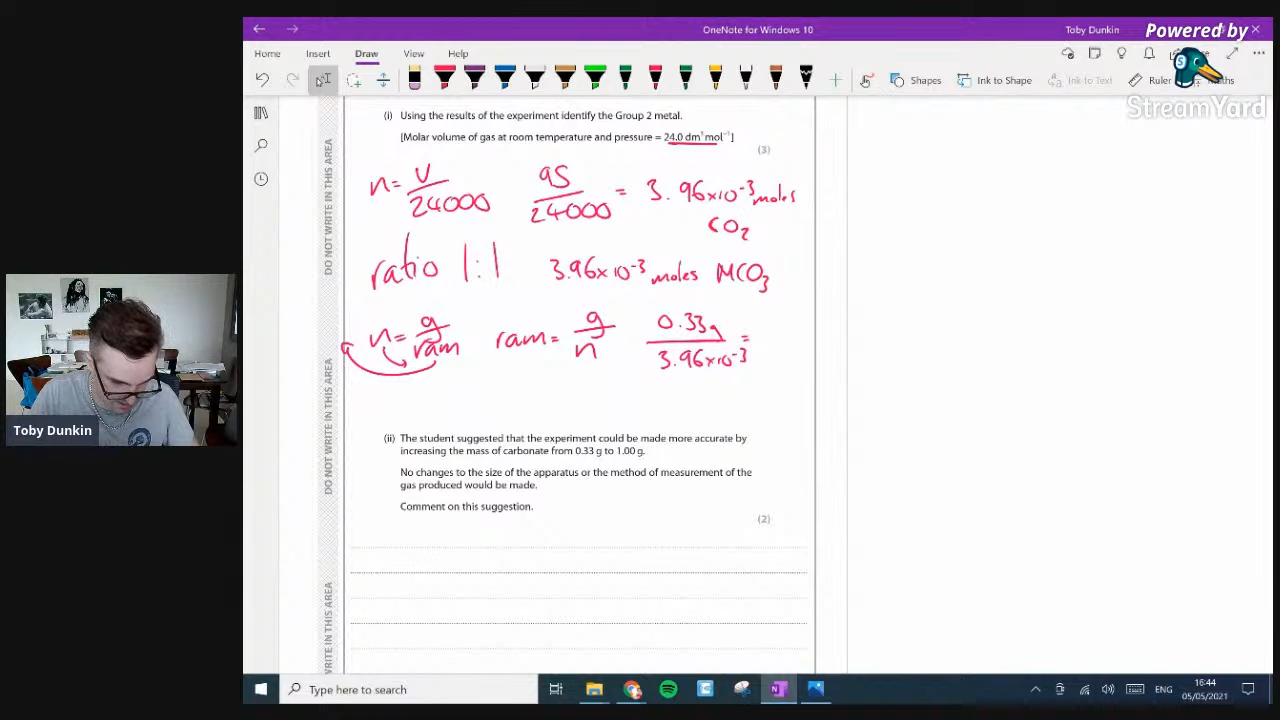 OneNote for Windows 10
Toby Dunkin
Powered by
StreamYard
Home Insert Draw View Help
Shapes Ink to Shape Ink to Text Ruler Maths
(i) Using the results of the experiment identify the Group 2 metal.
[Molar volume of gas at room temperature and pressure = 24.0 dm³ mol⁻¹]
(3)
n = V/24000 95/24000 = 3.96×10⁻³ moles
CO₂
ratio 1:1 3.96×10⁻³ moles MCO₃
n = g/ram ram = g/n 0.33g/3.96×10⁻³ =
(ii) The student suggested that the experiment could be made more accurate by
increasing the mass of carbonate from 0.33 g to 1.00 g.
No changes to the size of the apparatus or the method of measurement of the
gas produced would be made.
Comment on this suggestion.
(2)
DO NOT WRITE IN THIS AREA
DO NOT WRITE IN THIS AREA
WRITE IN THIS AREA
Toby Dunkin
Type here to search
ENG
16:44
05/05/2021